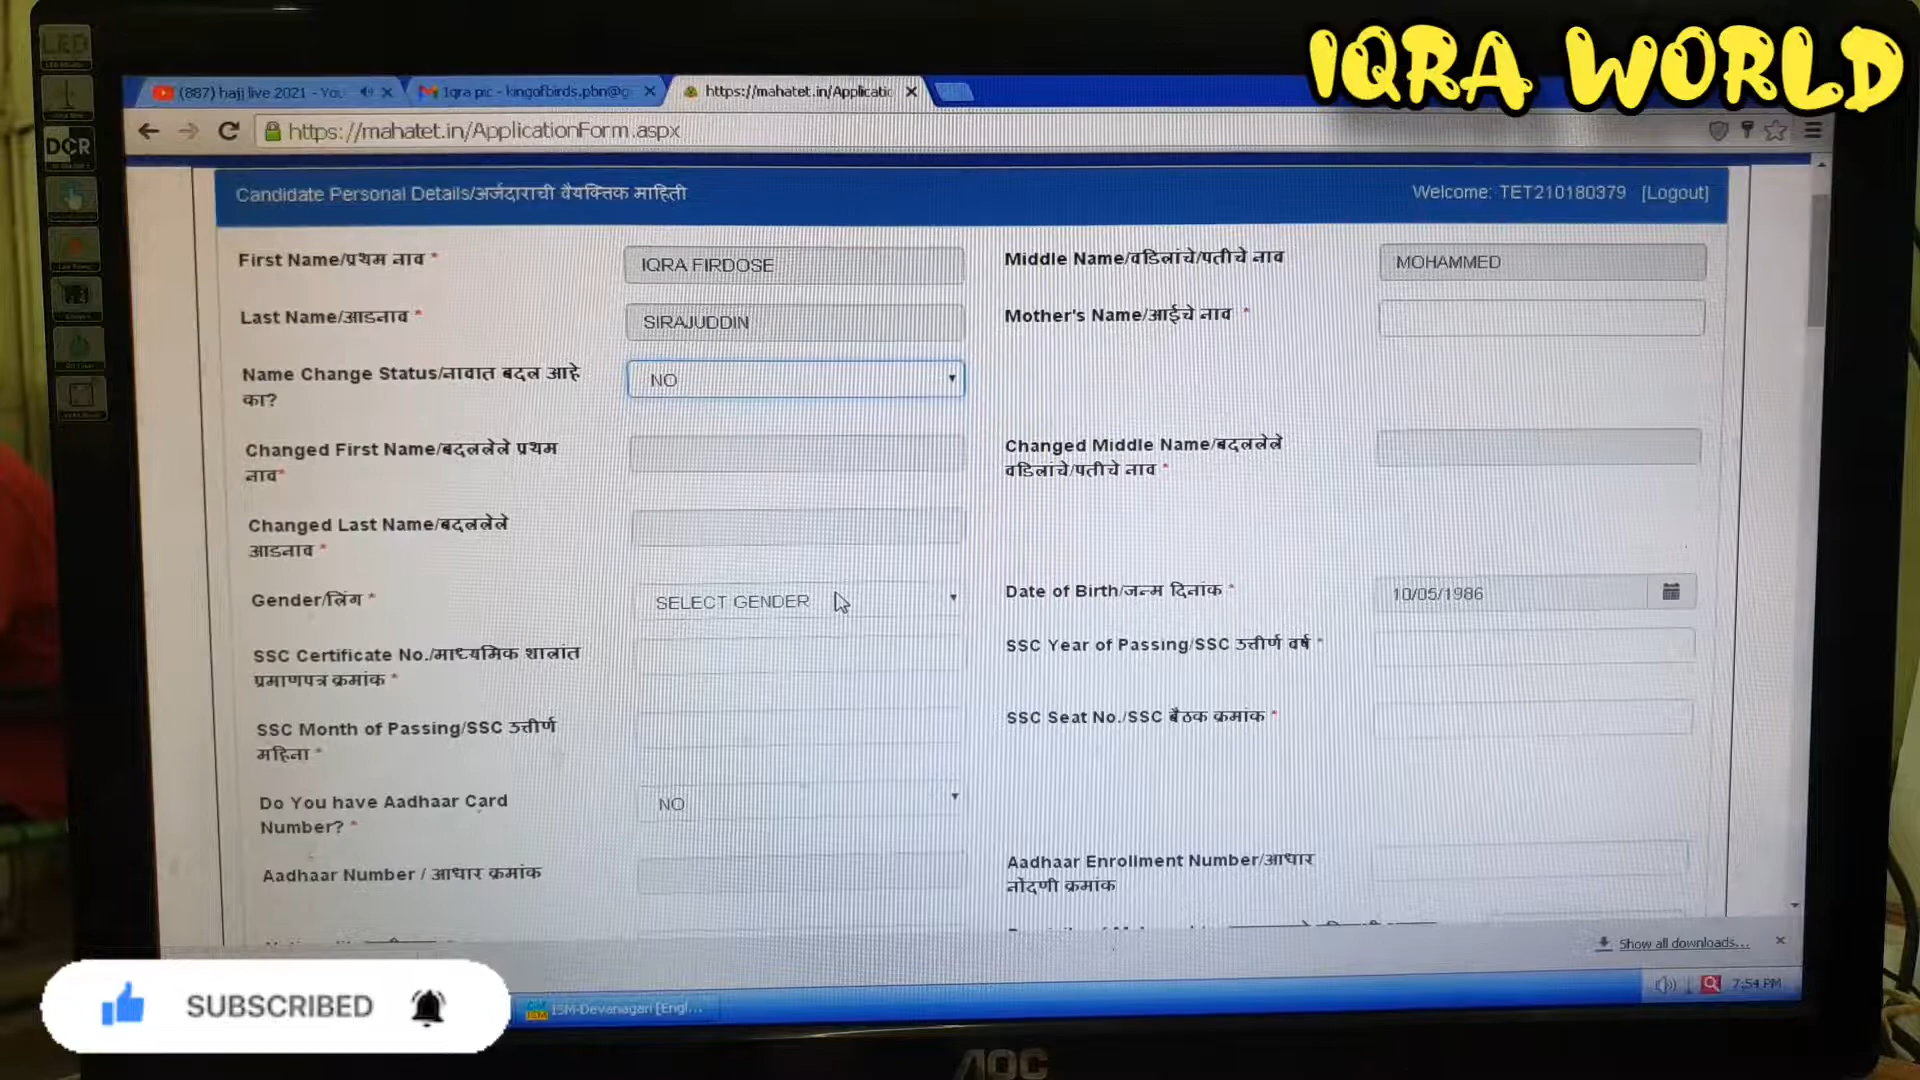 IQRA WORLD
LED
DCR
(887) hajj live 2021 - You
Iqra pic - kingofbirds.pbn@g
https://mahatet.in/Applicatio
https://mahatet.in/ApplicationForm.aspx
Candidate Personal Details/अर्जदाराची वैयक्तिक माहिती
Welcome: TET210180379 [Logout]
First Name/प्रथम नाव * IQRA FIRDOSE
Middle Name/वडिलांचे/पतीचे नाव MOHAMMED
Last Name/आडनाव * SIRAJUDDIN
Mother's Name/आईचे नाव *
Name Change Status/नावात बदल आहे
का?
NO
Changed First Name/बदललेले प्रथम
नाव*
Changed Middle Name/बदललेले
वडिलांचे/पतीचे नाव *
Changed Last Name/बदललेले
आडनाव *
Gender/लिंग * SELECT GENDER
Date of Birth/जन्म दिनांक * 10/05/1986
SSC Certificate No./माध्यमिक शालांत
प्रमाणपत्र क्रमांक *
SSC Year of Passing/SSC उत्तीर्ण वर्ष *
SSC Month of Passing/SSC उत्तीर्ण
महिना *
SSC Seat No./SSC बैठक क्रमांक *
Do You have Aadhaar Card
Number? *
NO
Aadhaar Number / आधार क्रमांक
Aadhaar Enrollment Number/आधार
नोंदणी क्रमांक
Show all downloads...
SUBSCRIBED
ISM-Devanagari [Engl...
7:54 PM
AOC